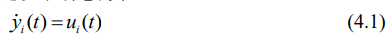 ẏᵢ(t)=uᵢ(t) (4.1)